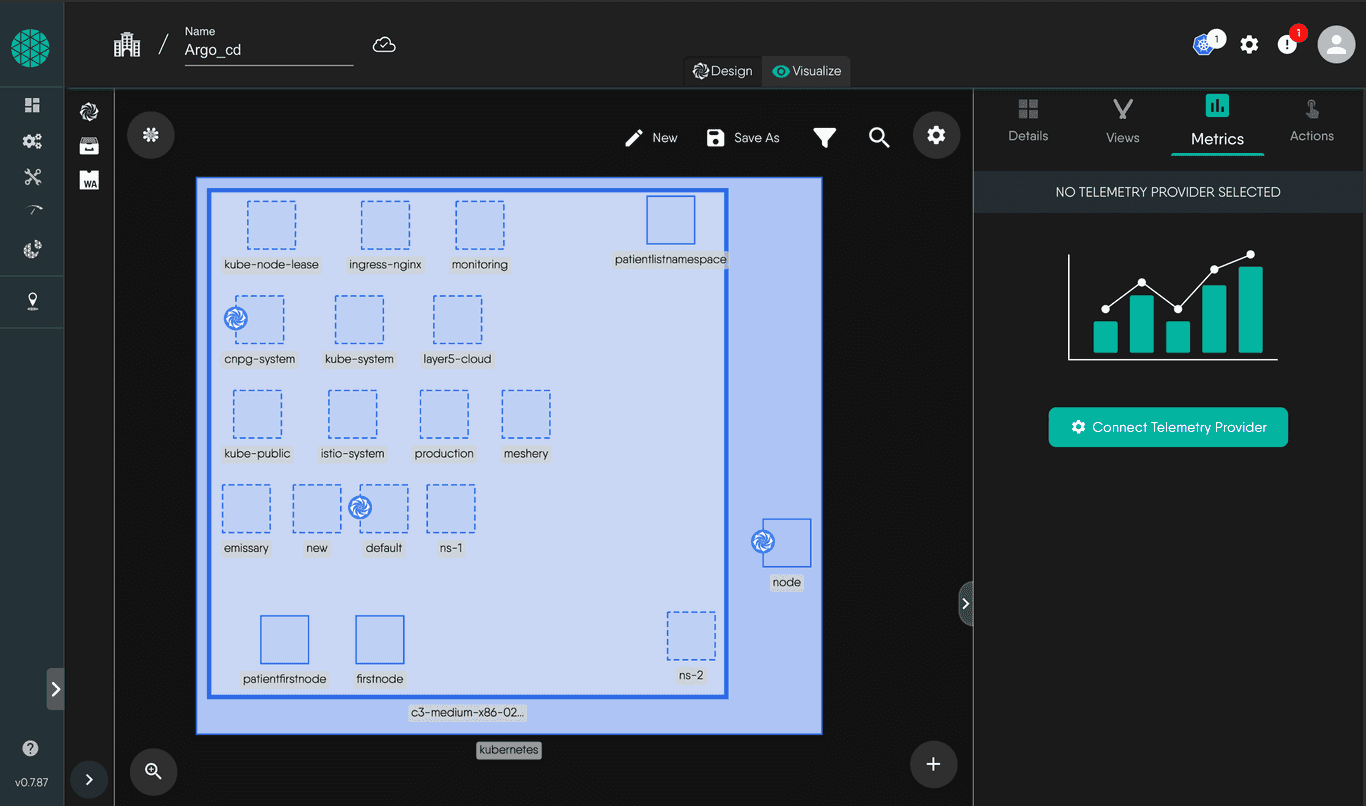 Name
Argo_cd
1
1
Design
Visualize
New
Save As
Details
Views
Metrics
Actions
NO TELEMETRY PROVIDER SELECTED
WA
kube-node-lease
ingress-nginx
monitoring
patientlistnamespace
cnpg-system
kube-system
layer5-cloud
kube-public
istio-system
production
meshery
Connect Telemetry Provider
emissary
new
default
ns-1
node
patientfirstnode
firstnode
ns-2
c3-medium-x86-02...
kubernetes
v0.7.87